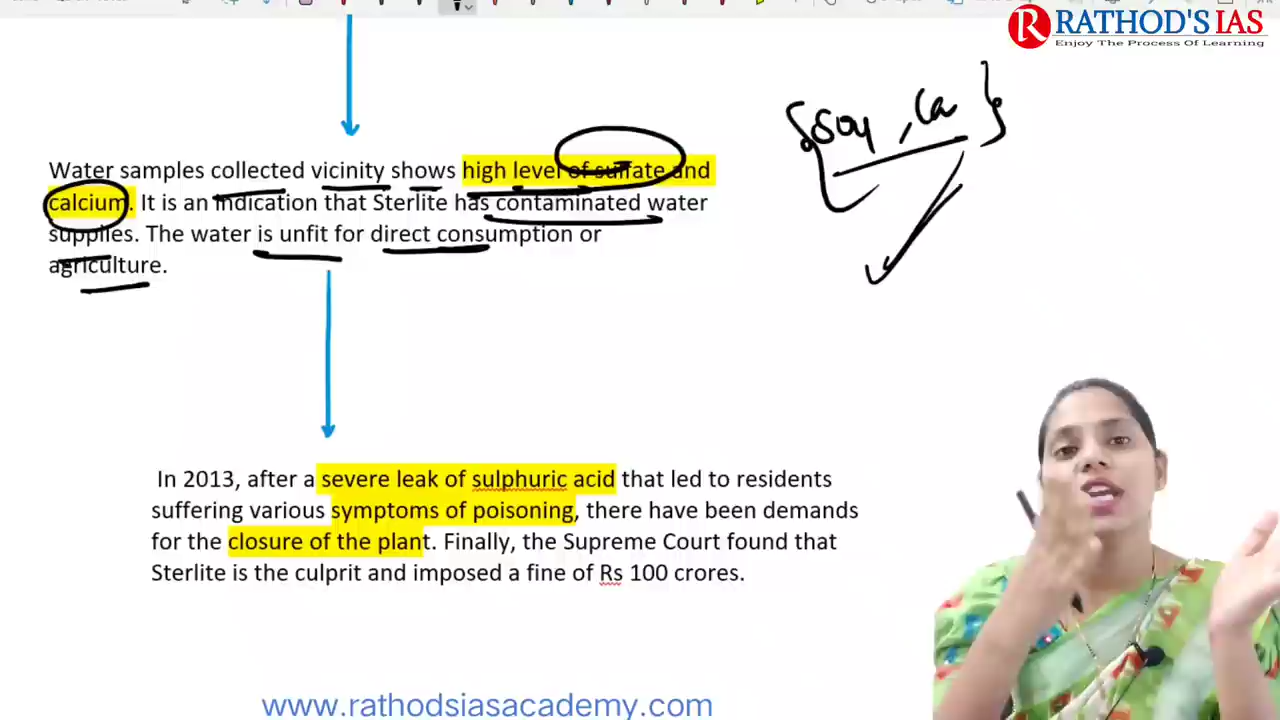 RATHOD'S IAS
Enjoy The Process Of Learning
SO4, Ca
Water samples collected vicinity shows high level of sulfate and
calcium. It is an indication that Sterlite has contaminated water
supplies. The water is unfit for direct consumption or
agriculture.
In 2013, after a severe leak of sulphuric acid that led to residents
suffering various symptoms of poisoning, there have been demands
for the closure of the plant. Finally, the Supreme Court found that
Sterlite is the culprit and imposed a fine of Rs 100 crores.
www.rathodsiasacademy.com